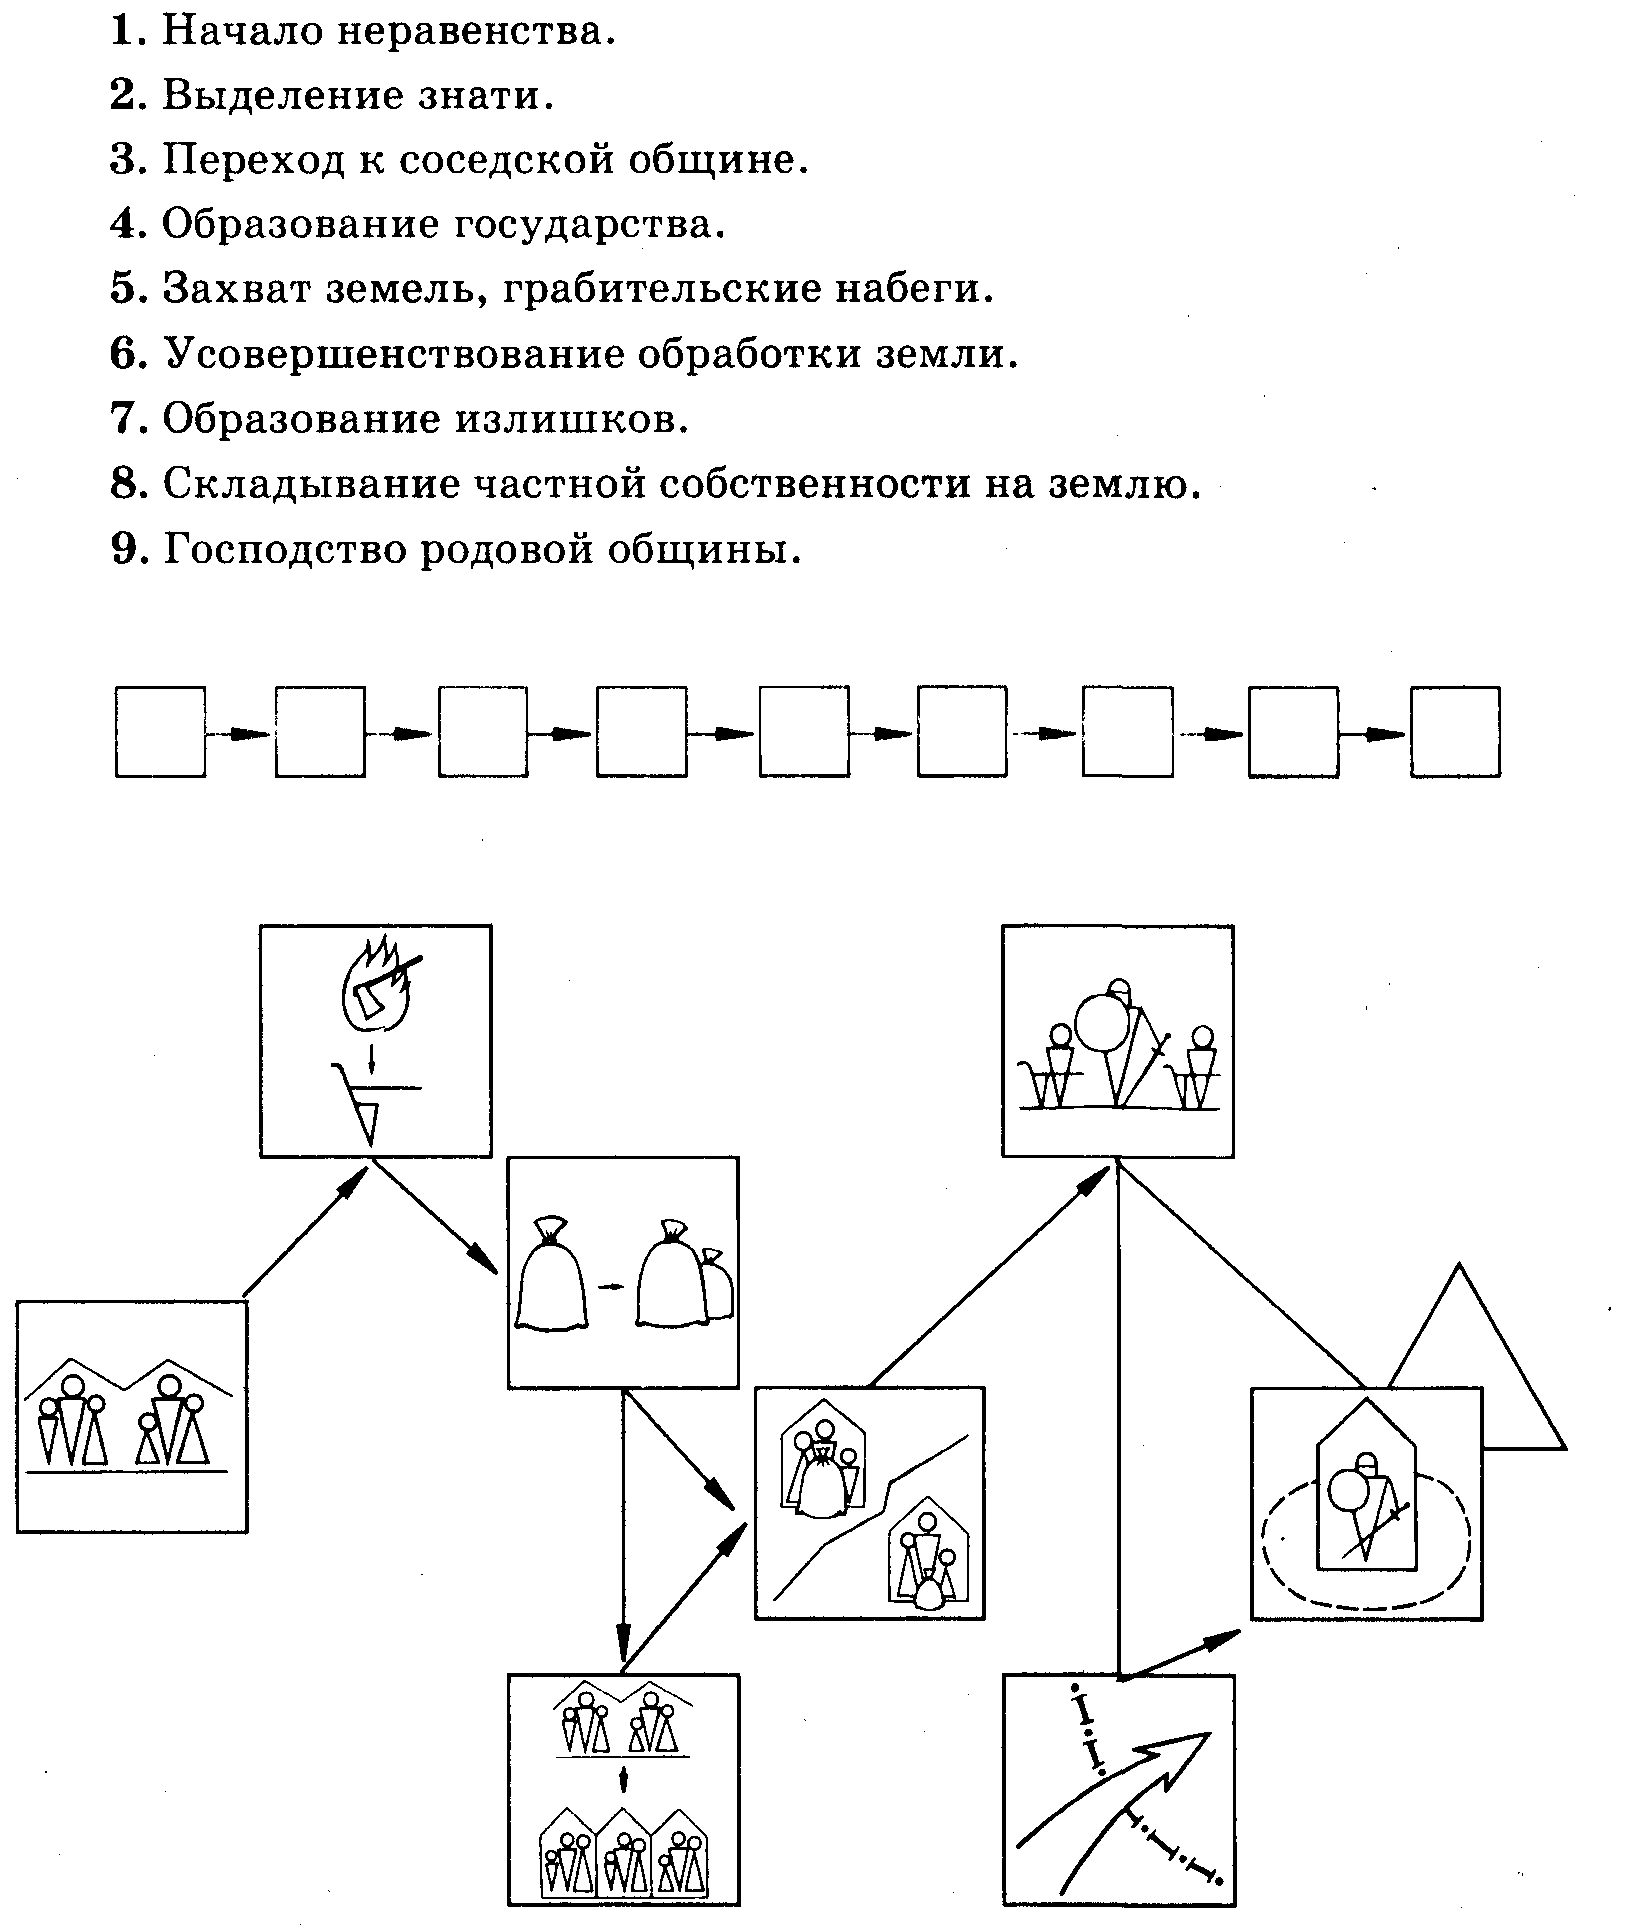 1. Начало неравенства.
2. Выделение знати.
3. Переход к соседской общине.
4. Образование государства.
5. Захват земель, грабительские набеги.
6. Усовершенствование обработки земли.
7. Образование излишков.
8. Складывание частной собственности на землю.
9. Господство родовой общины.